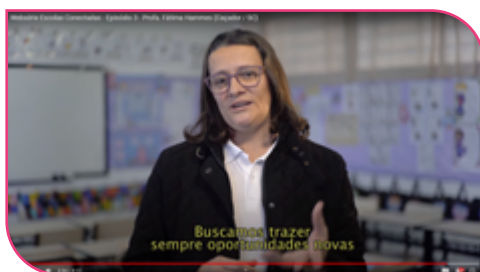 Webserie Escolas Conectadas - Episódio 3 - Profa. Fátima Hammes (Caçador / SC)
Buscamos trazer
sempre oportunidades novas